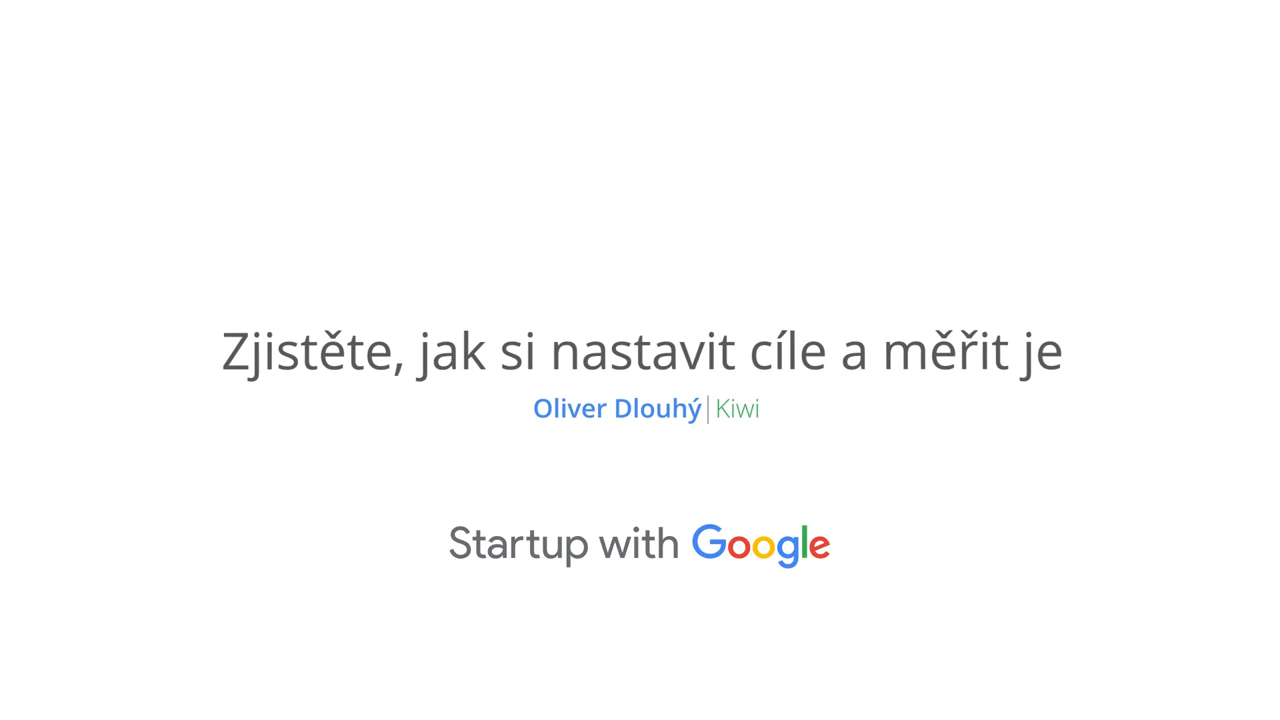 Zjistěte, jak si nastavit cíle a měřit je
Oliver Dlouhý|Kiwi
Startup with Google